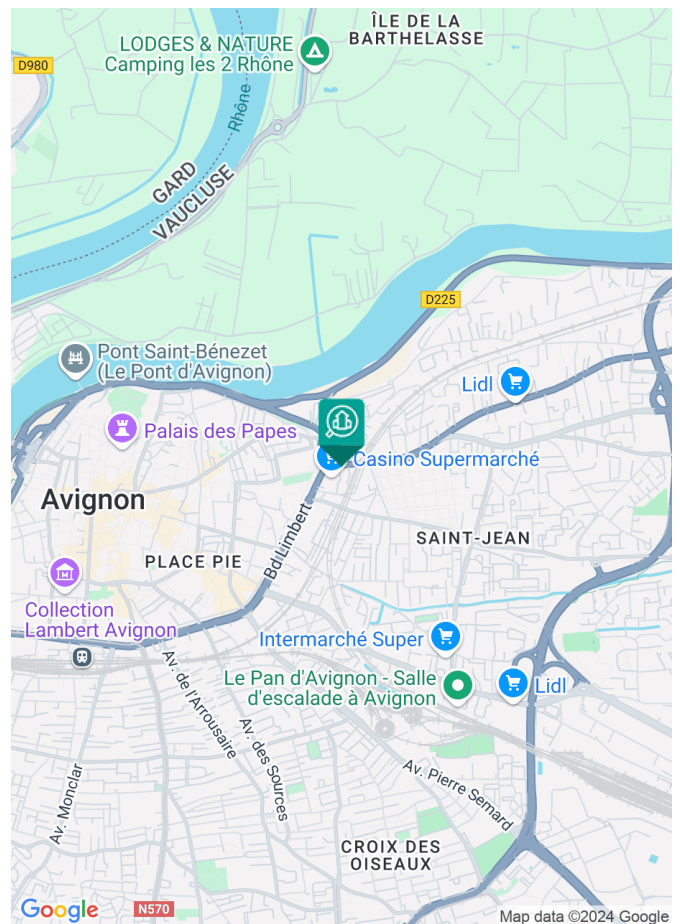 ÎLE DE LA
BARTHELASSE
LODGES & NATURE
Camping les 2 Rhône
D980
Rhône
GARD
VAUCLUSE
D225
Pont Saint-Bénezet
(Le Pont d'Avignon)
Lidl
Palais des Papes
Casino Supermarché
Avignon
Bd Limbert
SAINT-JEAN
PLACE PIE
Collection
Lambert Avignon
Intermarché Super
Le Pan d'Avignon - Salle
d'escalade à Avignon
Lidl
Av. de l'Arrousaire
Av. des Sources
Av. Pierre Semard
Av. Monclar
CROIX DES
OISEAUX
Google
N570
Map data ©2024 Google